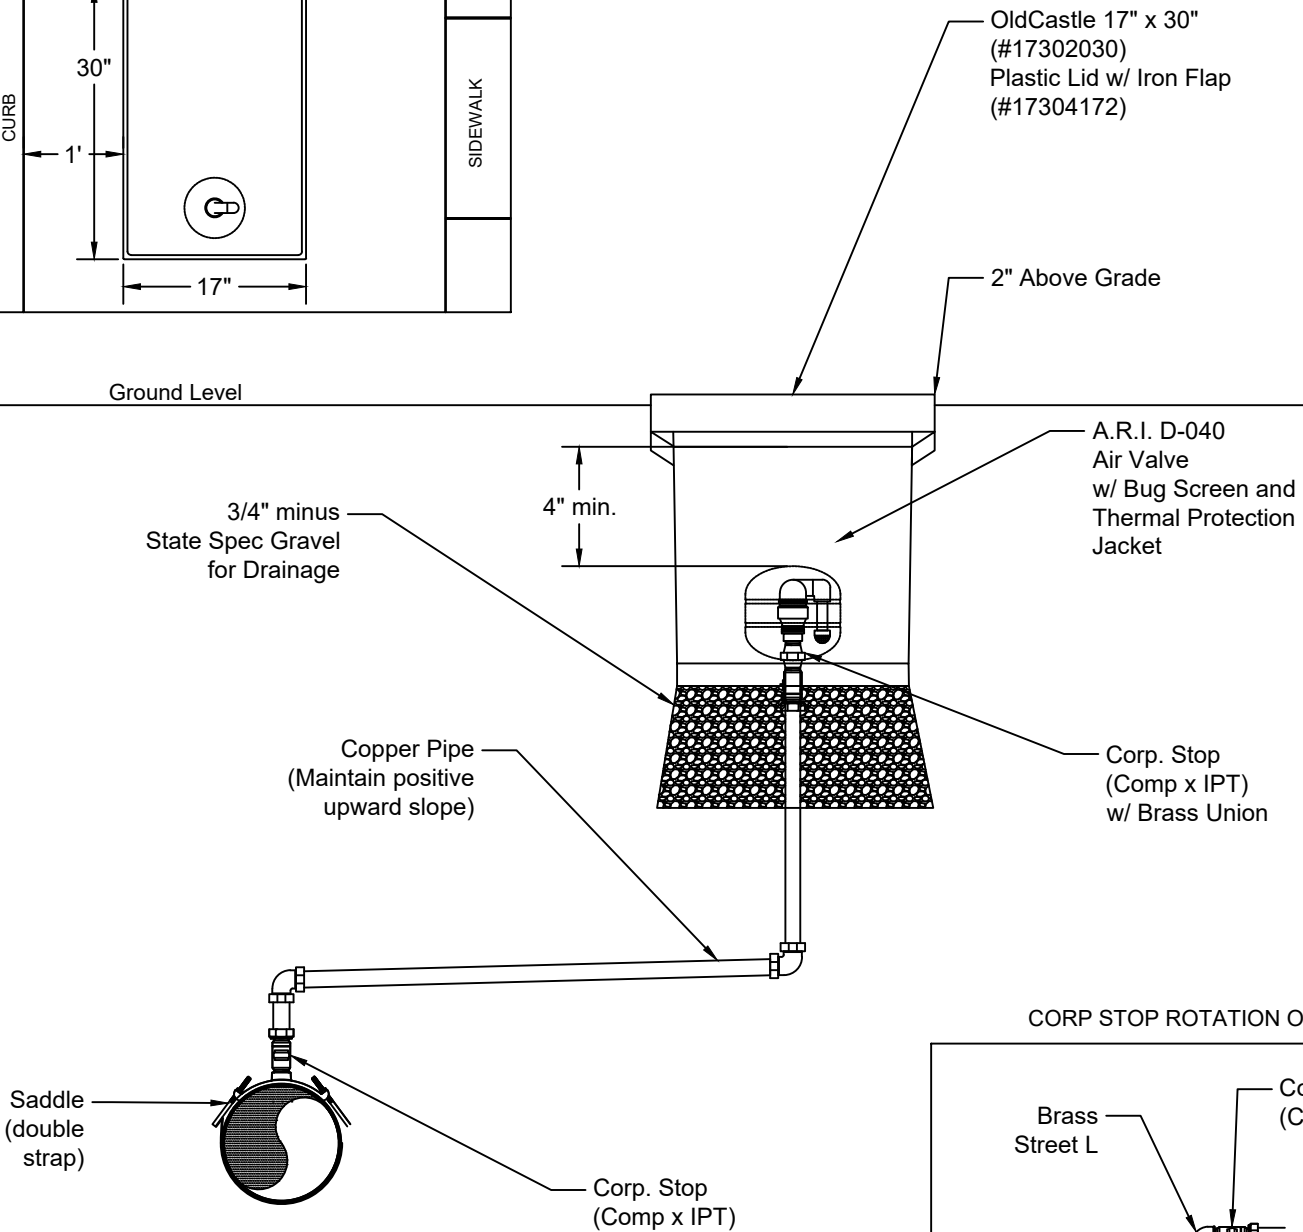 OldCastle 17" x 30"
(#17302030)
Plastic Lid w/ Iron Flap
(#17304172)
30"
CURB
1'
SIDEWALK
17"
2" Above Grade
Ground Level
A.R.I. D-040
Air Valve
w/ Bug Screen and
Thermal Protection
Jacket
4" min.
3/4" minus
State Spec Gravel
for Drainage
Copper Pipe
(Maintain positive
upward slope)
Corp. Stop
(Comp x IPT)
w/ Brass Union
CORP STOP ROTATION O
Saddle
(double
strap)
Brass
Street L
Co
(C
Corp. Stop
(Comp x IPT)